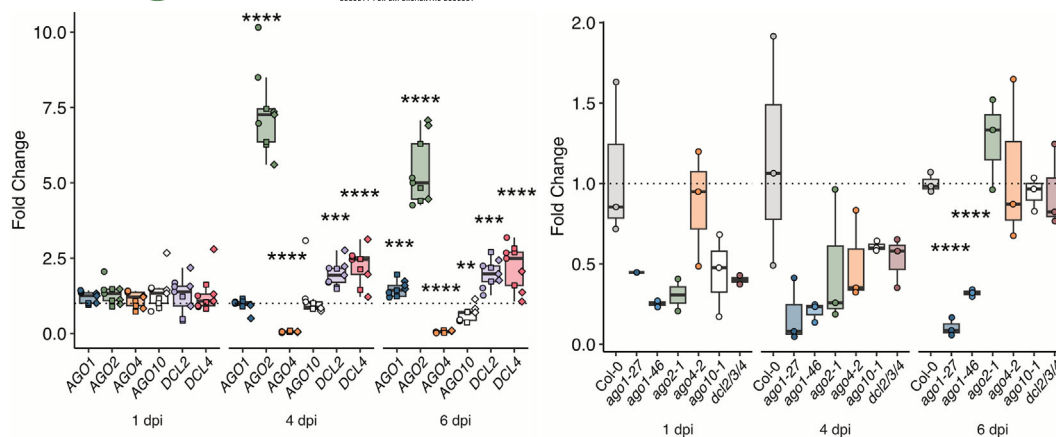 10.0
7.5
5.0
2.5
0.0
Fold Change
****
****
****
***
****
***
****
**
***
****
AGO1 AGO2 AGO4 AGO10 DCL2 DCL4
AGO1 AGO2 AGO4 AGO10 DCL2 DCL4
AGO1 AGO2 AGO4 AGO10 DCL2 DCL4
1 dpi 4 dpi 6 dpi
2.0
1.5
1.0
0.5
0.0
Fold Change
****
****
Col-0 ago1-27 ago1-46 ago2-1 ago4-2 ago10-1 dcl2/3/4
Col-0 ago1-27 ago1-46 ago2-1 ago4-2 ago10-1 dcl2/3/4
Col-0 ago1-27 ago1-46 ago2-1 ago4-2 ago10-1 dcl2/3/4
1 dpi 4 dpi 6 dpi